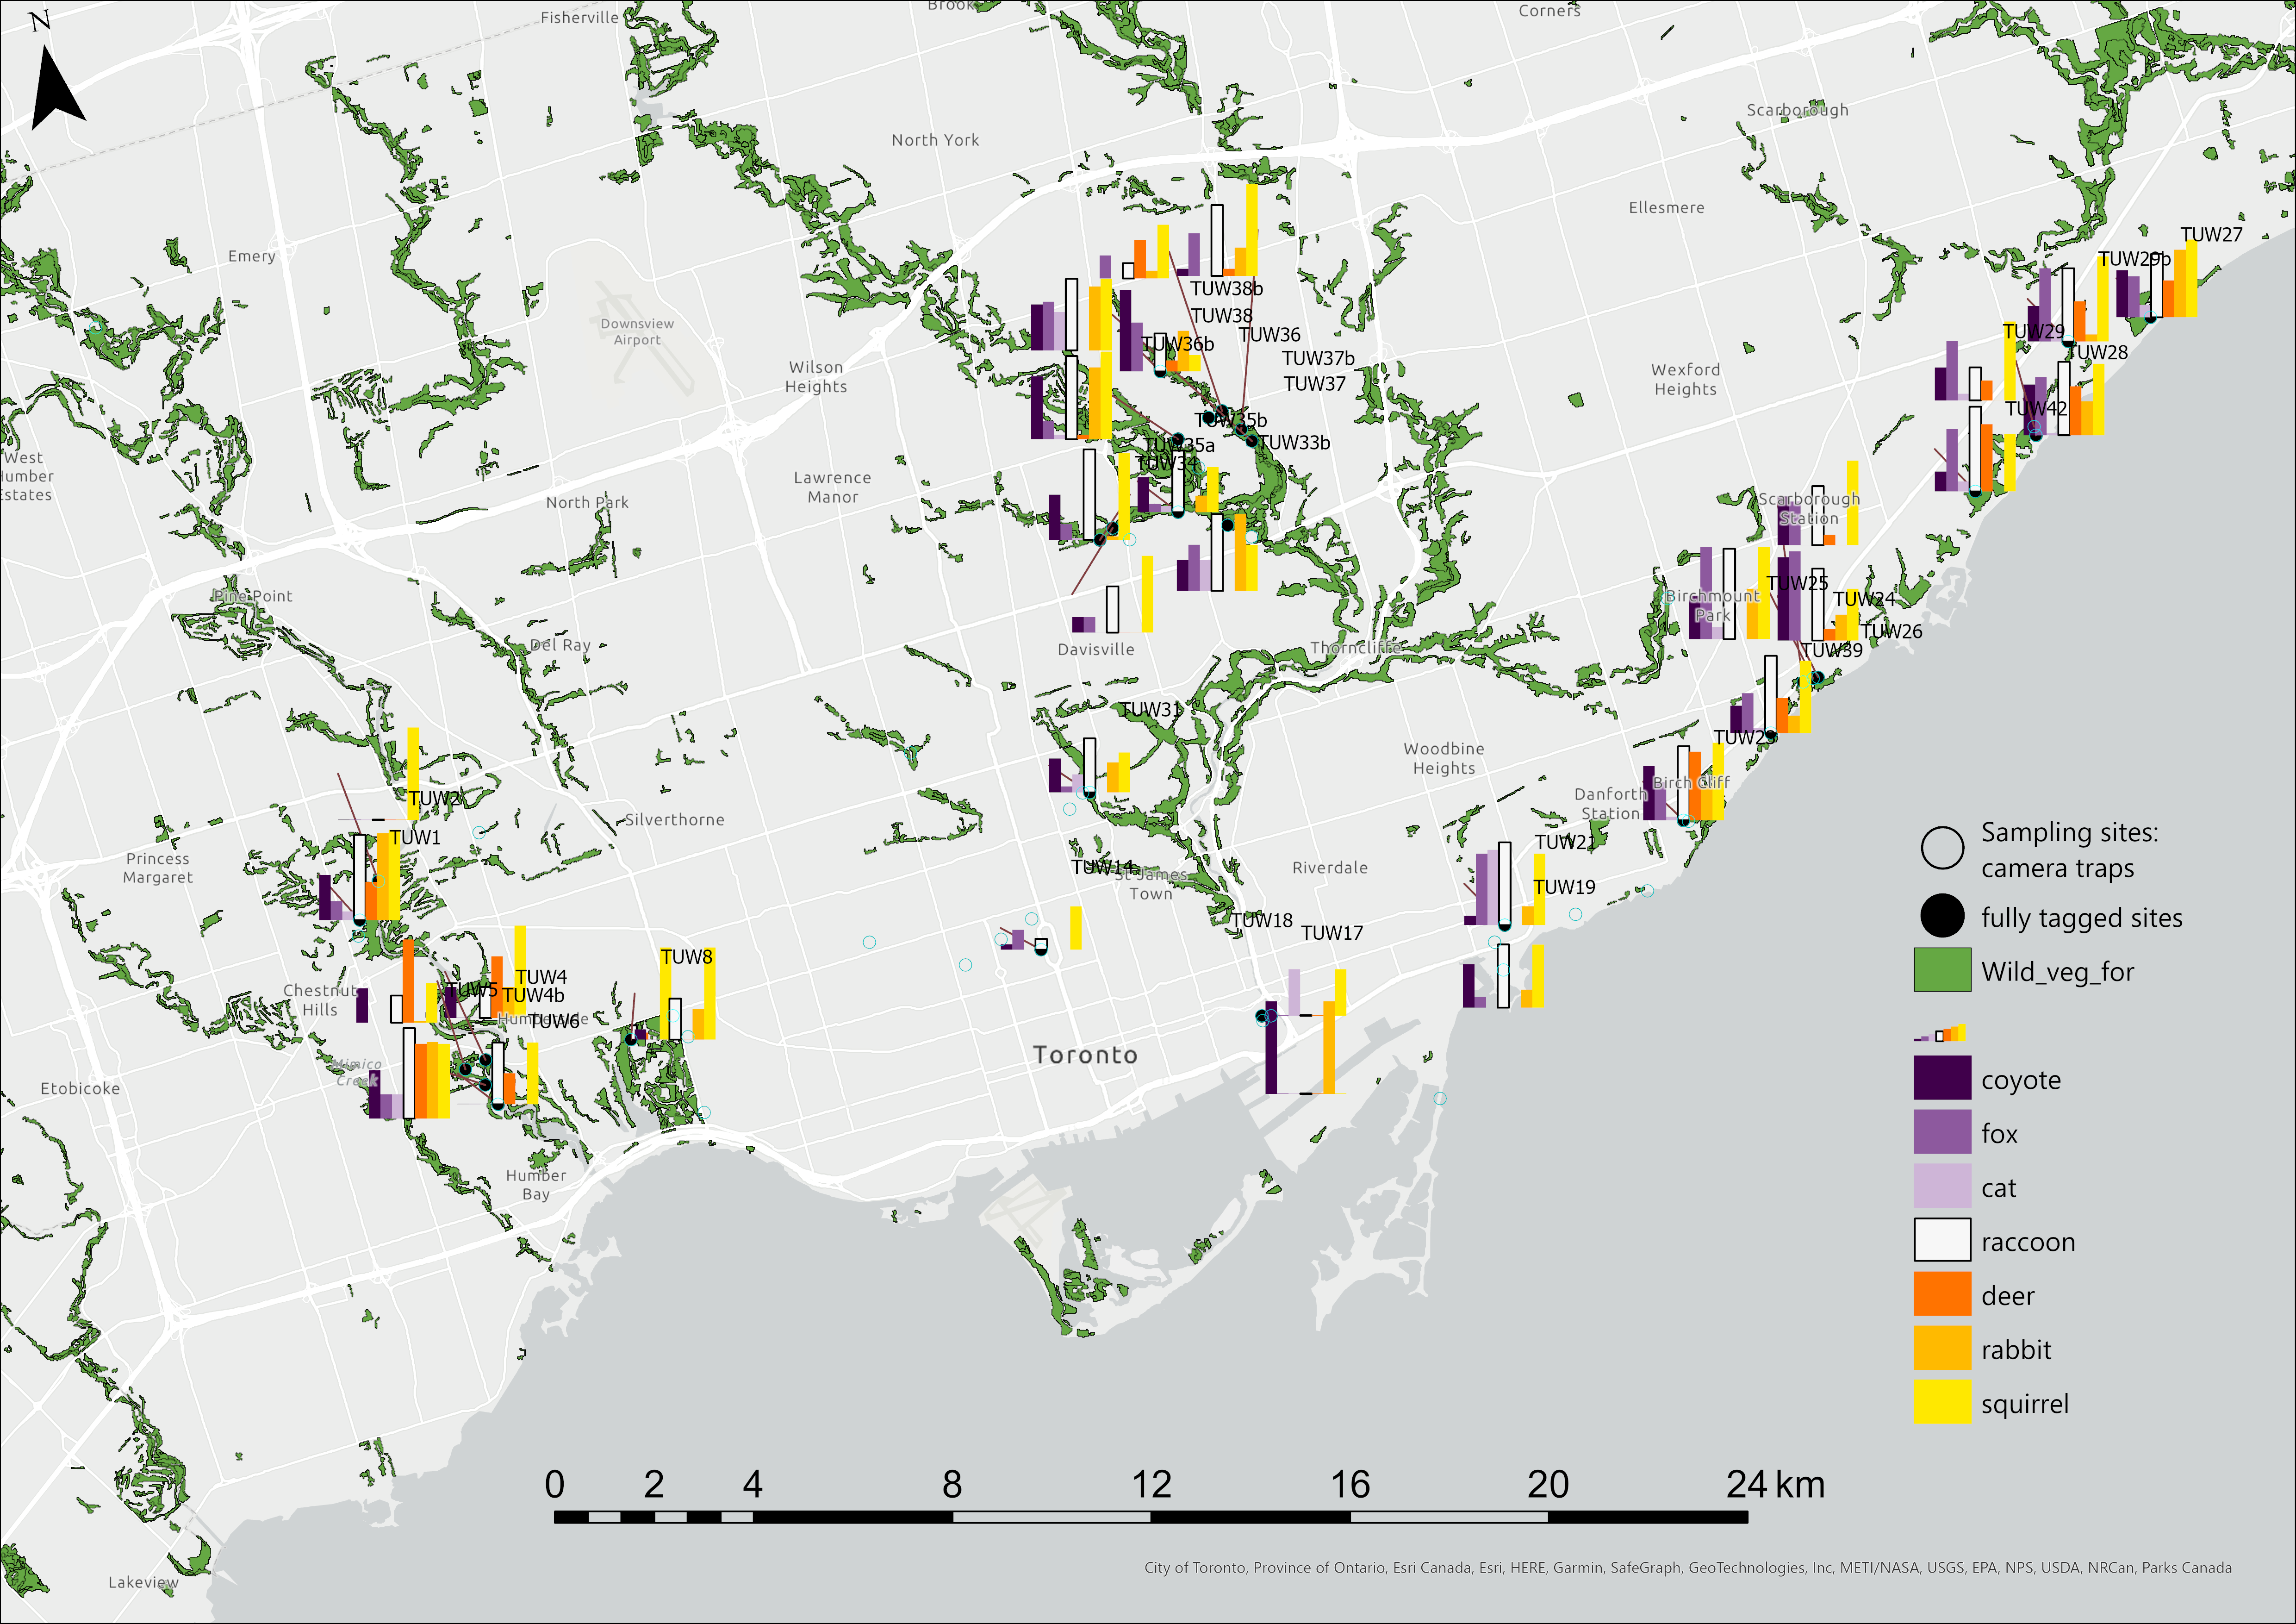 N
Fisherville
Corners
Scarborough
North York
Ellesmere
TUW27
Emery
TUW29b
TUW38b
TUW38
Downsview
Airport
TUW36
TUW29
TUW36b
TUW28
TUW37b
Wilson
Heights
Wexford
Heights
TUW37
TUW42
TUW35b
TUW33b
TUW35a
TUW34
West
Lawrence
Manor
North Park
Scarborough
Station
TUW25
Pine Point
Birchmount
Park
TUW24
TUW26
Del Ray
Davisville
Thorncliffe
TUW39
TUW31
TUW23
Woodbine
Heights
Birch Cliff
Danforth
Station
TUW2
Silverthorne
TUW1
Princess
Margaret
TUW21
TUW14
St James
Town
Riverdale
TUW19
TUW18
TUW17
TUW8
TUW4
TUW5
TUW4b
Chestnut
Hills
TUW6
Toronto
Mimico
Creek
Etobicoke
Humber
Bay
Sampling sites:
camera traps
fully tagged sites
Wild_veg_for
coyote
fox
cat
raccoon
deer
rabbit
squirrel
0 2 4 8 12 16 20 24 km
City of Toronto, Province of Ontario, Esri Canada, Esri, HERE, Garmin, SafeGraph, GeoTechnologies, Inc, METI/NASA, USGS, EPA, NPS, USDA, NRCan, Parks Canada
Lakeview